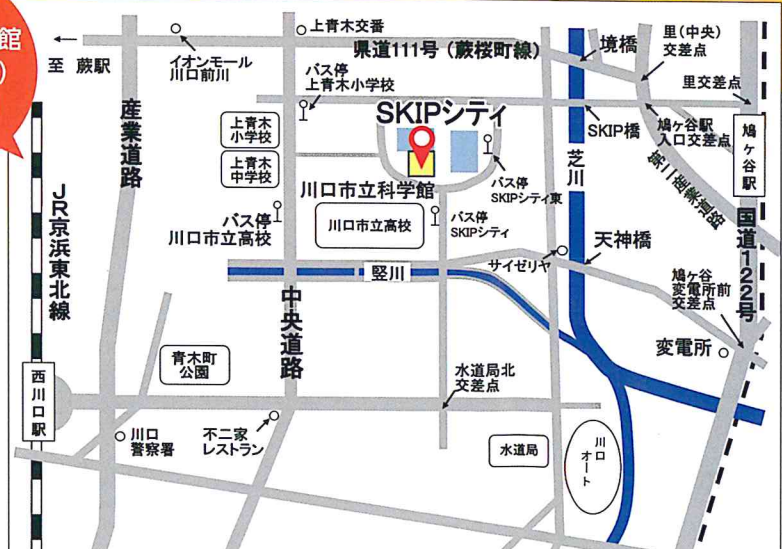 館
)
至 蕨駅
イオンモール
川口前川
上青木交番
県道111号(蕨桜町線)
境橋
里(中央)
交差点
里交差点
バス停
上青木小学校
産業道路
上青木
小学校
上青木
中学校
SKIPシティ
SKIP橋
鳩ヶ谷駅
入口交差点
鳩ヶ谷駅
第二産業道路
芝川
バス停
SKIPシティ東
川口市立科学館
JR京浜東北線
バス停
川口市立高校
川口市立高校
バス停
SKIPシティ
サイゼリヤ
天神橋
国道122号
竪川
中央道路
鳩ヶ谷
変電所前
交差点
変電所
青木町
公園
西川口駅
水道局北
交差点
川口
警察署
不二家
レストラン
水道局
川口
オート